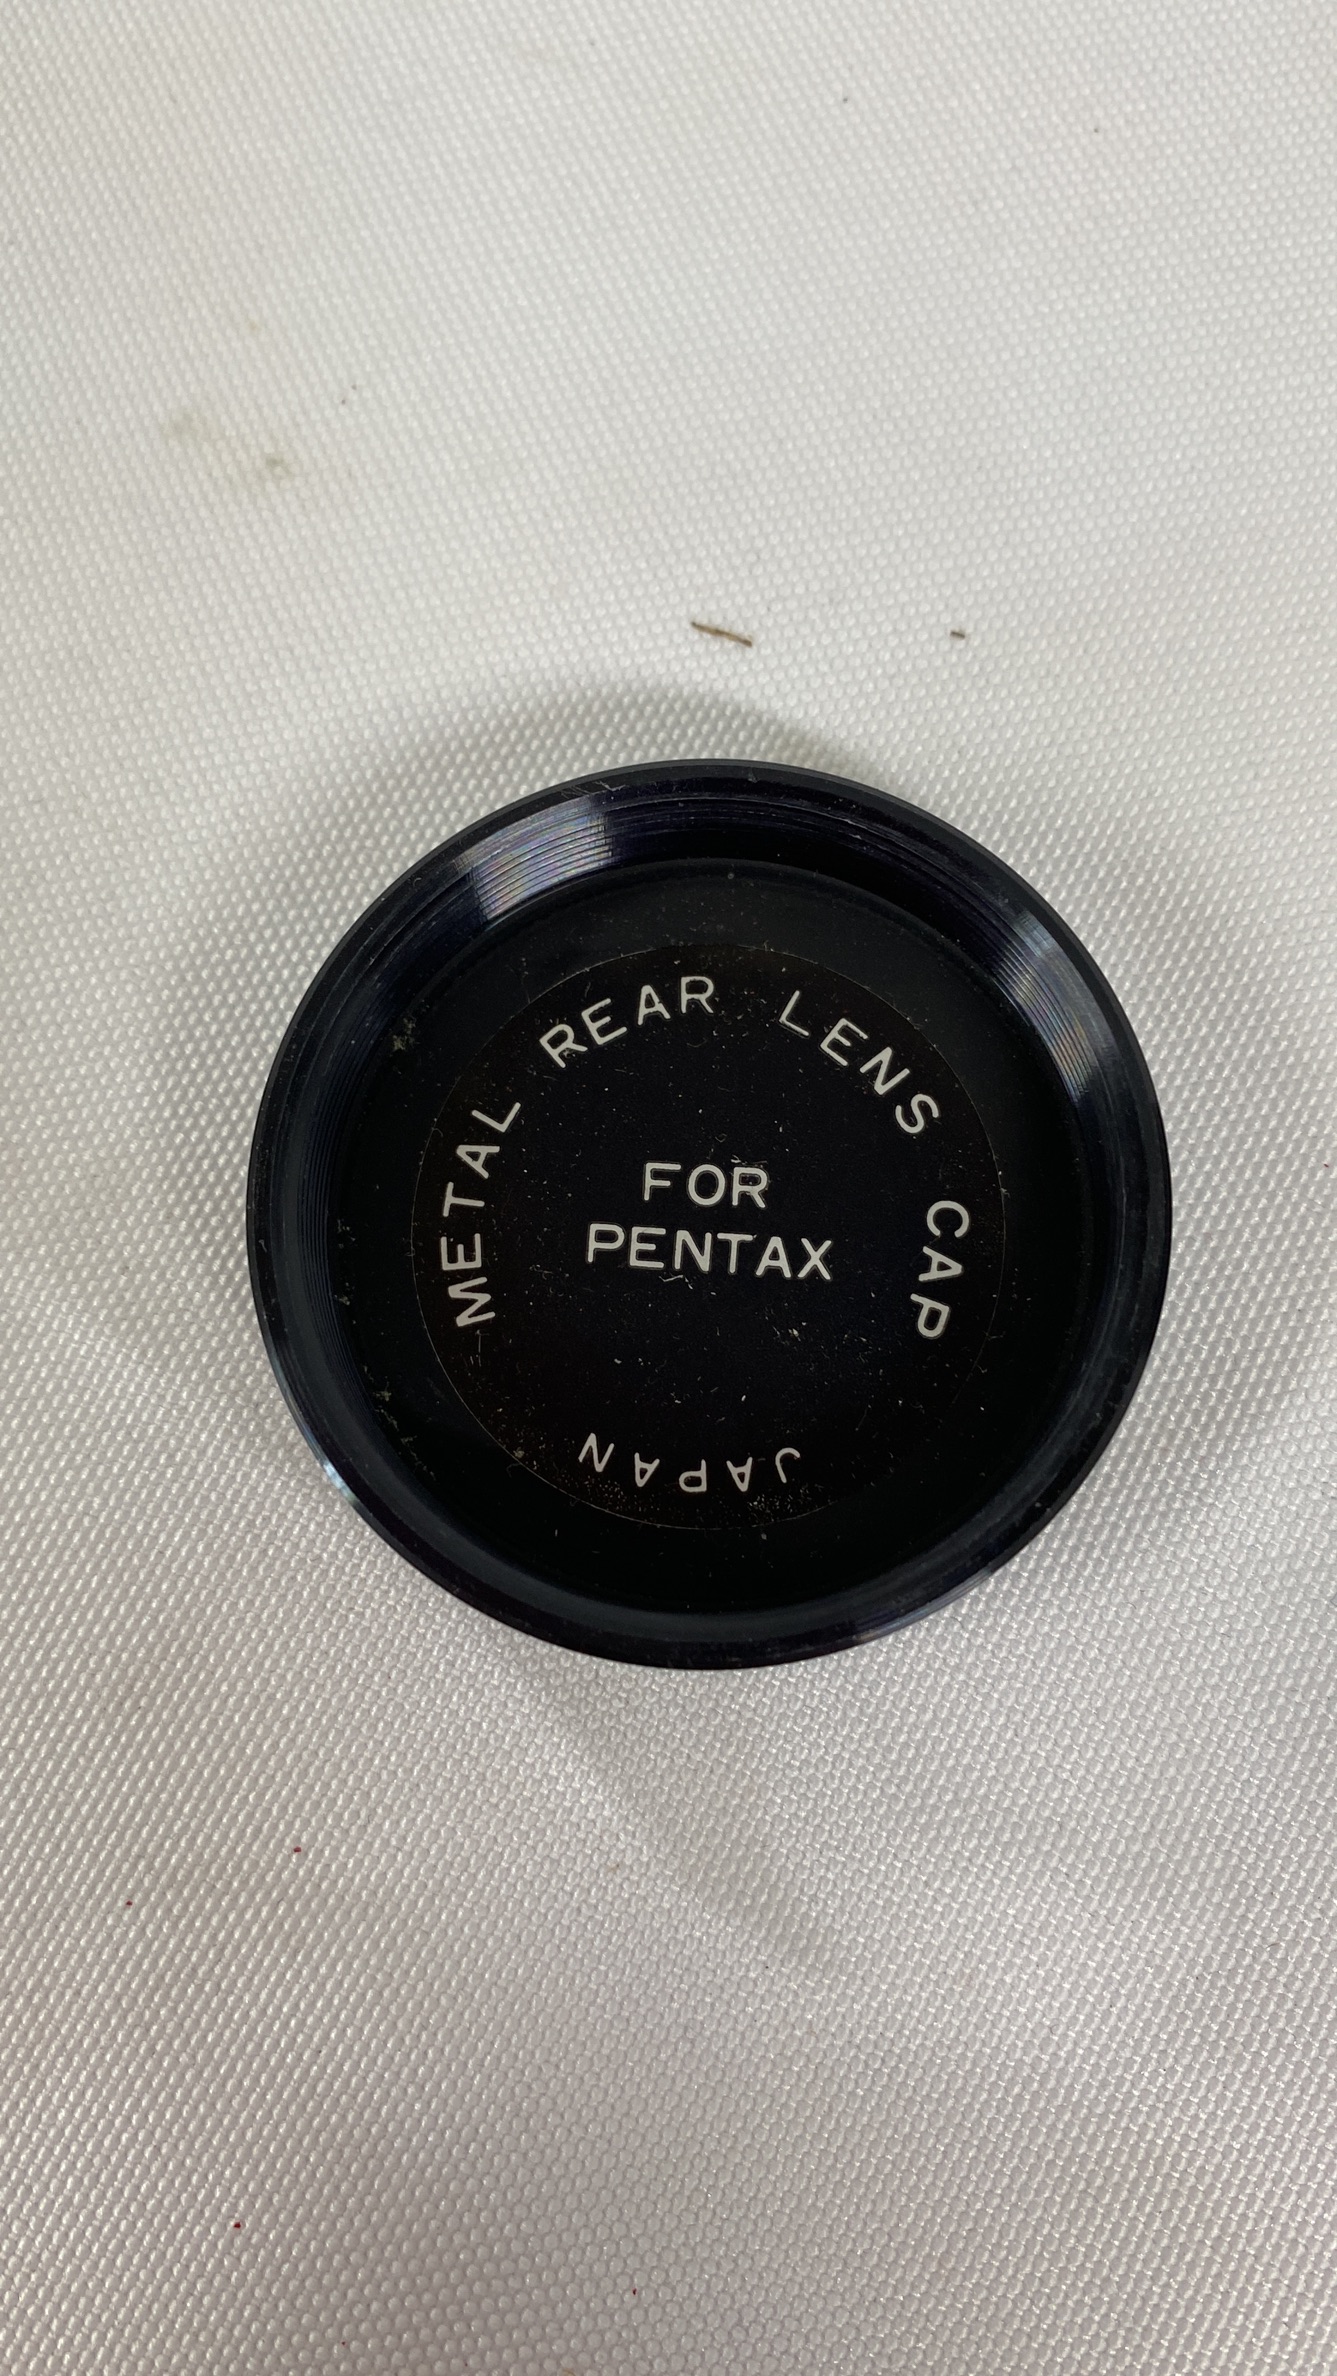 METAL REAR LENS CAP
FOR
PENTAX
JAPAN